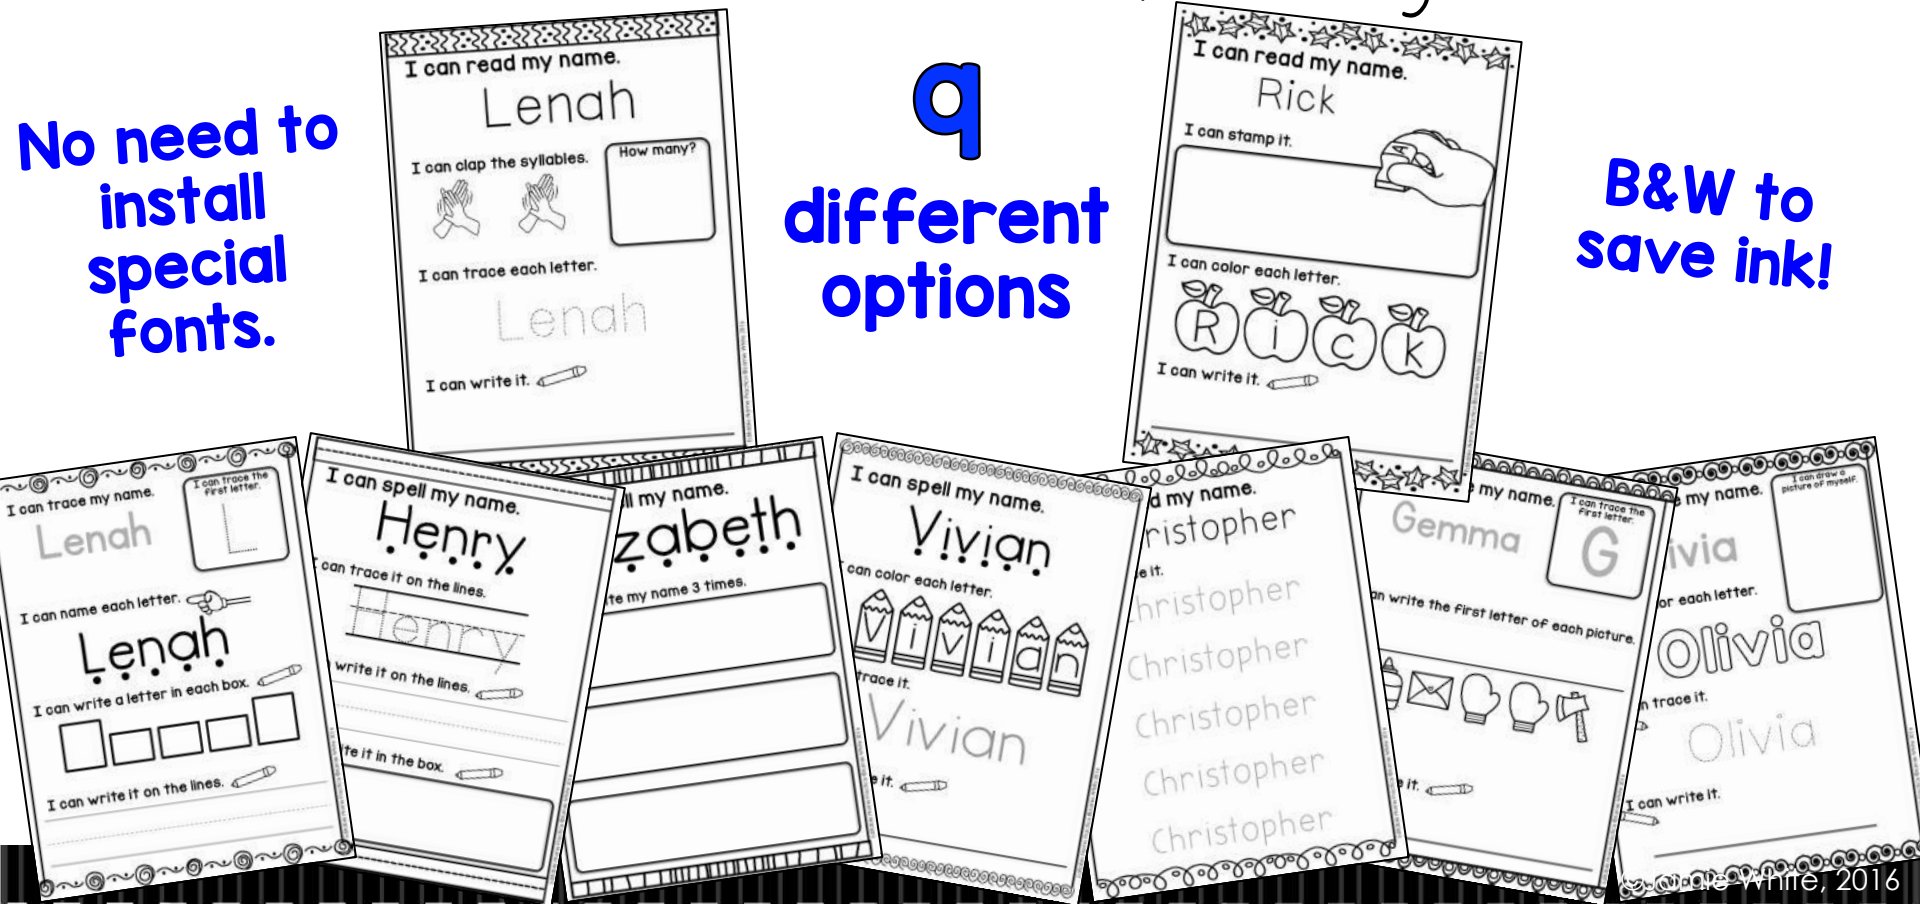 No need to
install
special
fonts.
I can read my name.
Lenah
I can clap the syllables.
How many?
I can trace each letter.
Lenah
I can write it.
9
different
options
I can read my name.
Rick
I can stamp it.
A
I can color each letter.
R i c k
I can write it.
B&W to
save ink!
I can trace my name.
Lenah
I can trace the
first letter.
L
I can name each letter.
Lenah
I can write a letter in each box.
I can write it on the lines.
I can spell my name.
Henry
I can trace it on the lines.
Henry
write it on the lines.
ite it in the box.
ll my name.
zabeth
te my name 3 times.
I can spell my name.
Vivian
can color each letter.
V i v i a n
trace it.
Vivian
e it.
d my name.
ristopher
e it.
hristopher
Christopher
Christopher
Christopher
Christopher
e my name.
Gemma
I can trace the
first letter.
G
an write the first letter of each picture.
it.
e my name.
ivia
I can draw a
picture of myself.
or each letter.
Olivia
n trace it.
Olivia
I can write it.
© Jamie White, 2016